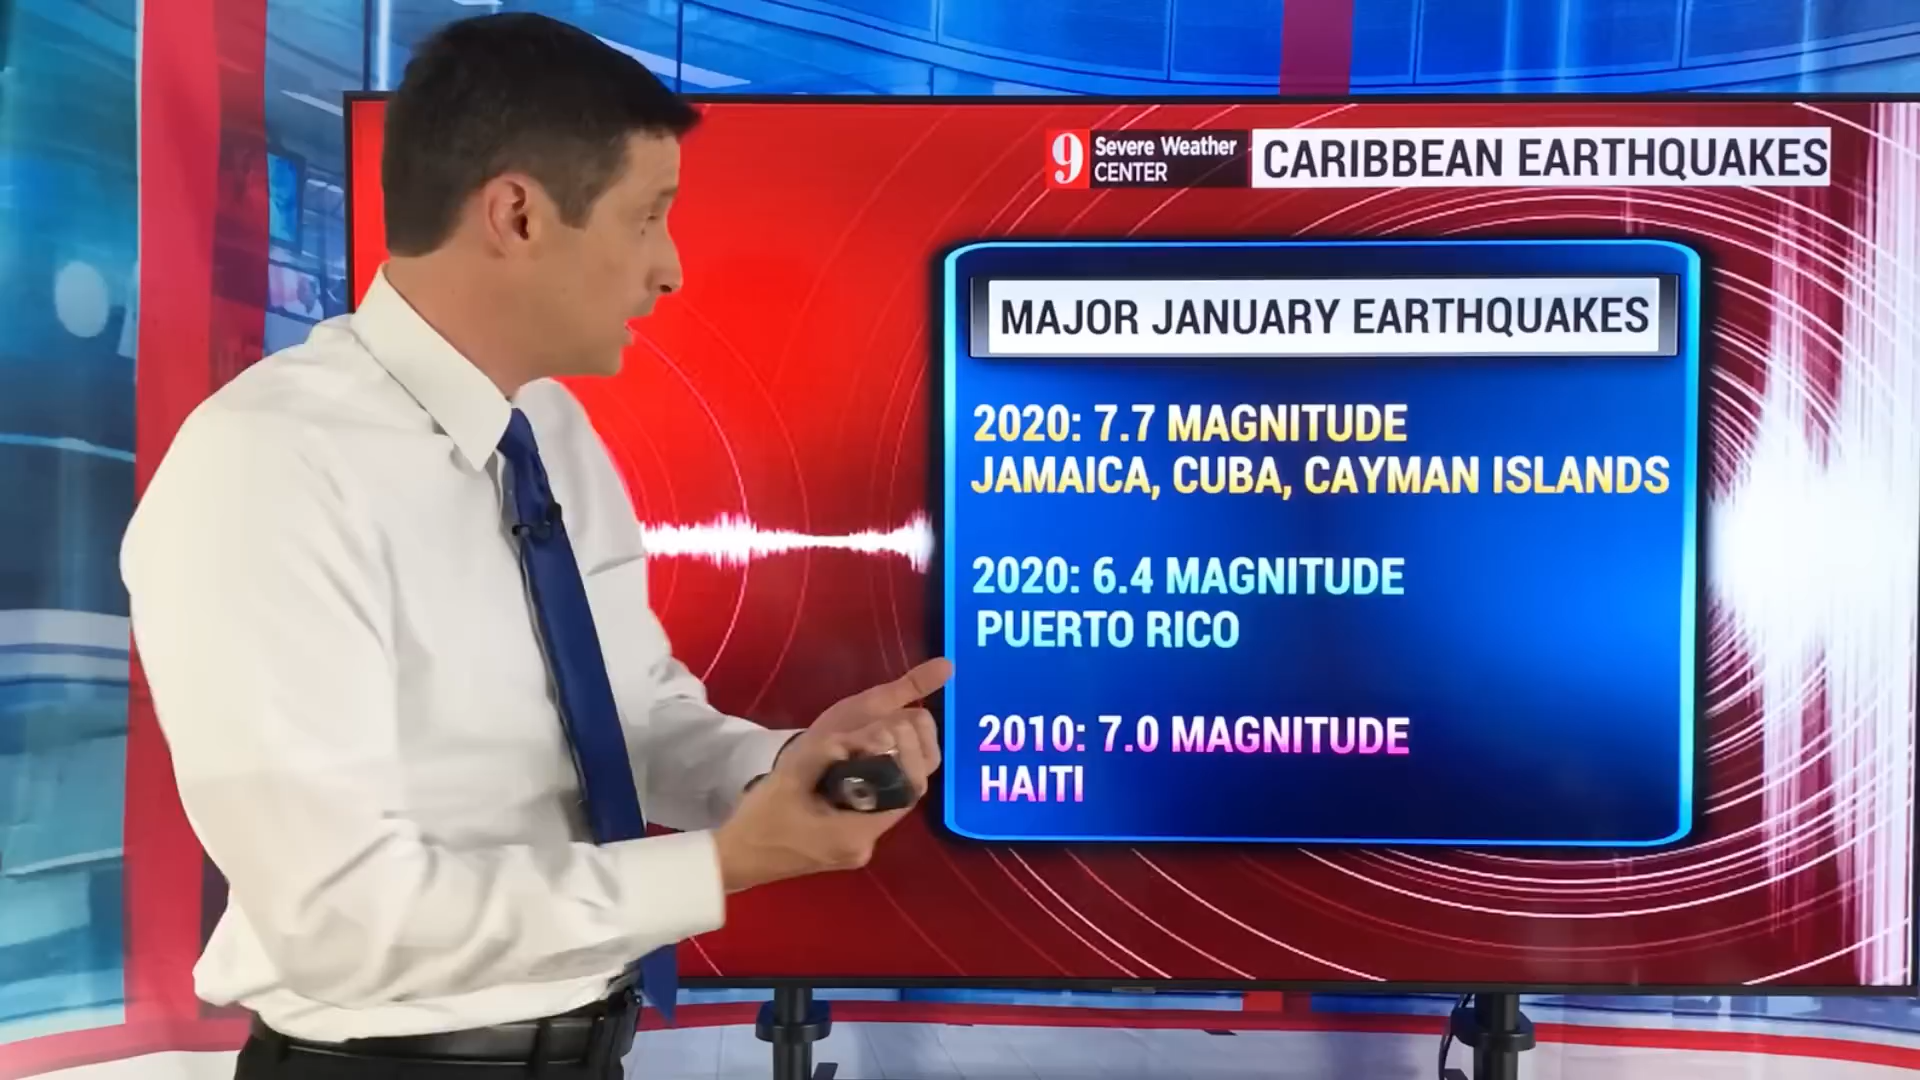 9 Severe Weather
CENTER
CARIBBEAN EARTHQUAKES
MAJOR JANUARY EARTHQUAKES
2020: 7.7 MAGNITUDE
JAMAICA, CUBA, CAYMAN ISLANDS
2020: 6.4 MAGNITUDE
PUERTO RICO
2010: 7.0 MAGNITUDE
HAITI